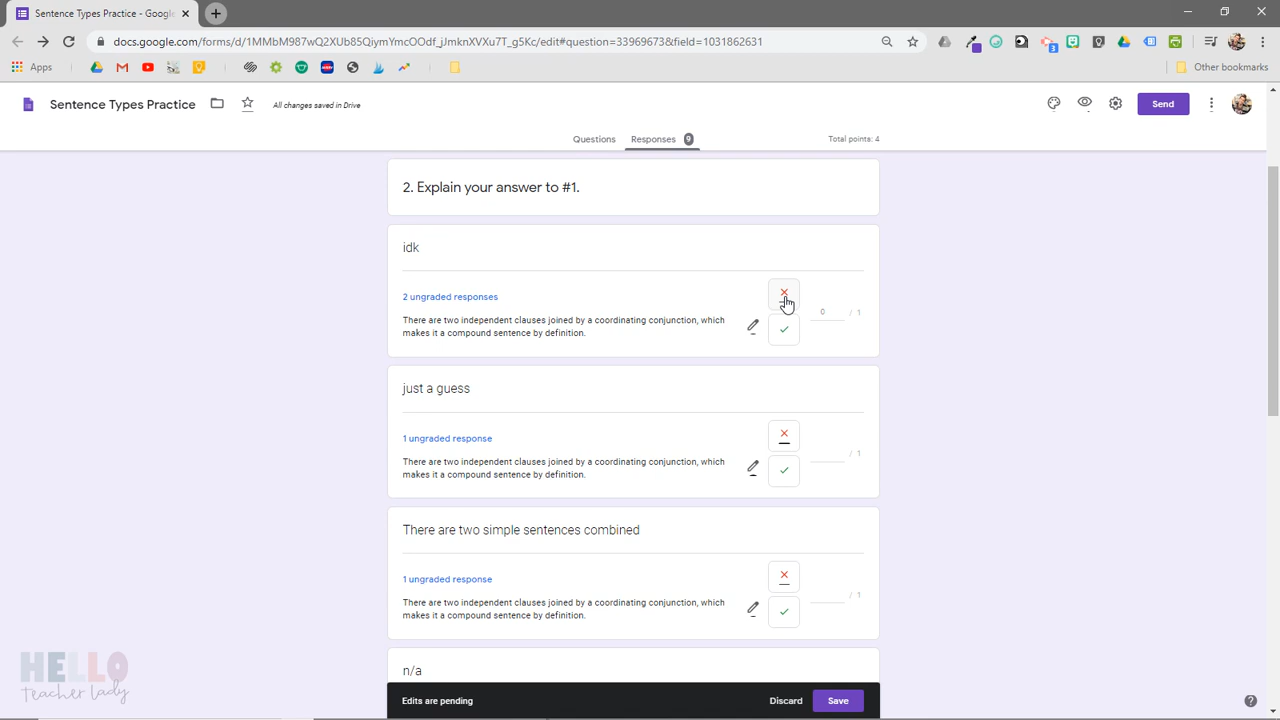 Sentence Types Practice - Google
docs.google.com/forms/d/1MMbM987wQ2XUb85QiymYmcOOdf_jJmknXVXu7T_g5Kc/edit#question=33969673&field=1031862631
3
Apps
Other bookmarks
Sentence Types Practice
All changes saved in Drive
Send
Questions
Responses 9
Total points: 4
2. Explain your answer to #1.
idk
2 ungraded responses
There are two independent clauses joined by a coordinating conjunction, which
makes it a compound sentence by definition.
0 / 1
just a guess
1 ungraded response
There are two independent clauses joined by a coordinating conjunction, which
makes it a compound sentence by definition.
/ 1
There are two simple sentences combined
1 ungraded response
There are two independent clauses joined by a coordinating conjunction, which
makes it a compound sentence by definition.
/ 1
n/a
Edits are pending
Discard
Save
HELLO
teacher lady